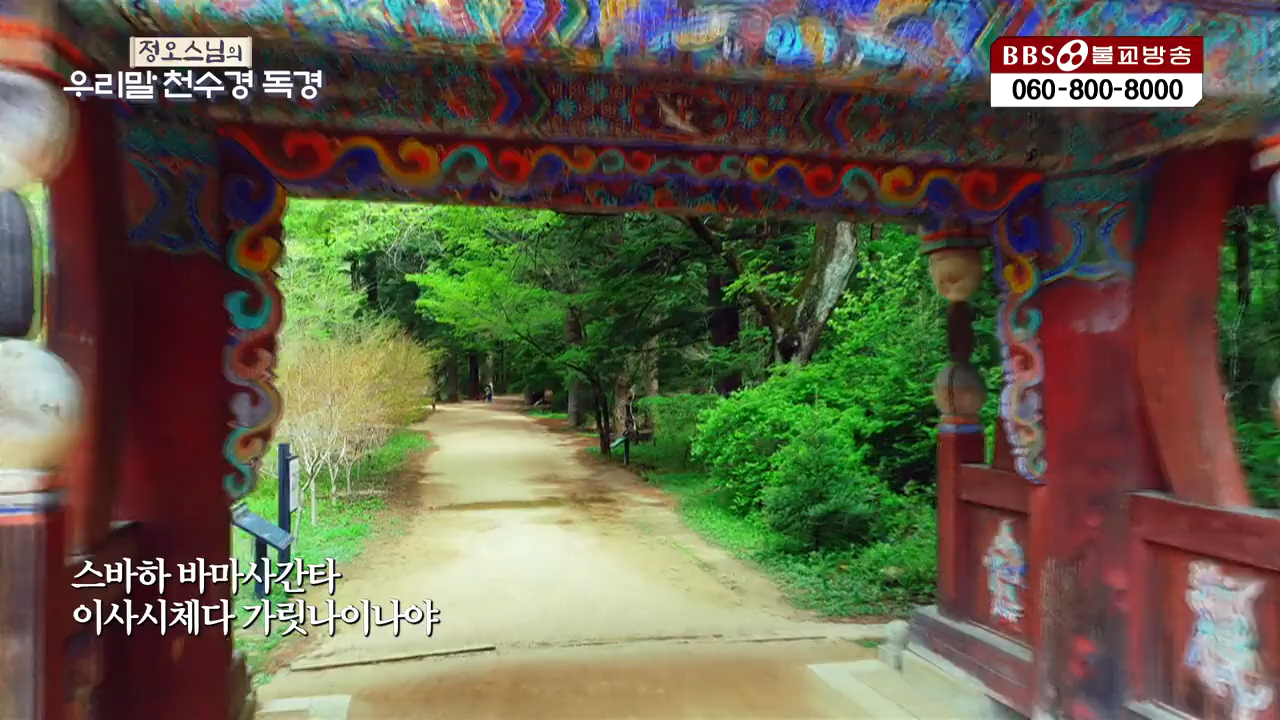 정오스님의
우리말 천수경 독경
BBS 불교방송
060-800-8000
스바하 바마사간타
이사시체다 가릿나이나야